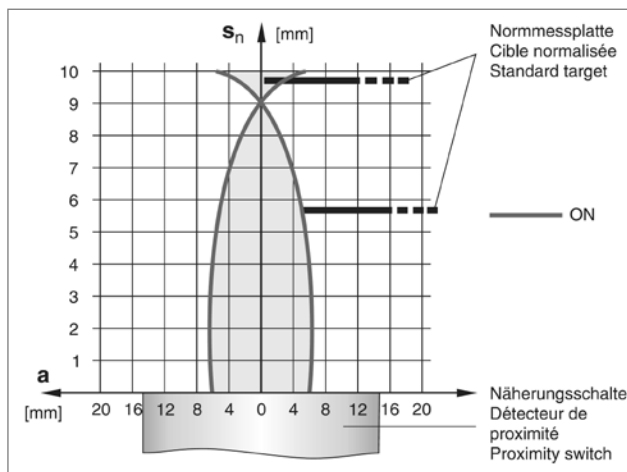 sn [mm]
Normmessplatte
Cible normalisée
Standard target
10
9
8
7
6
5
4
3
2
1
ON
a
[mm]
20 16 12 8 4 0 4 8 12 16 20
Näherungsschalte
Détecteur de
proximité
Proximity switch